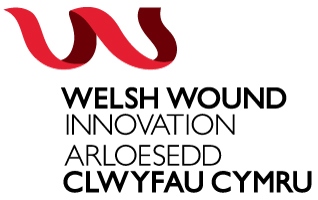 WELSH WOUND
INNOVATION
ARLOESEDD
CLWYFAU CYMRU